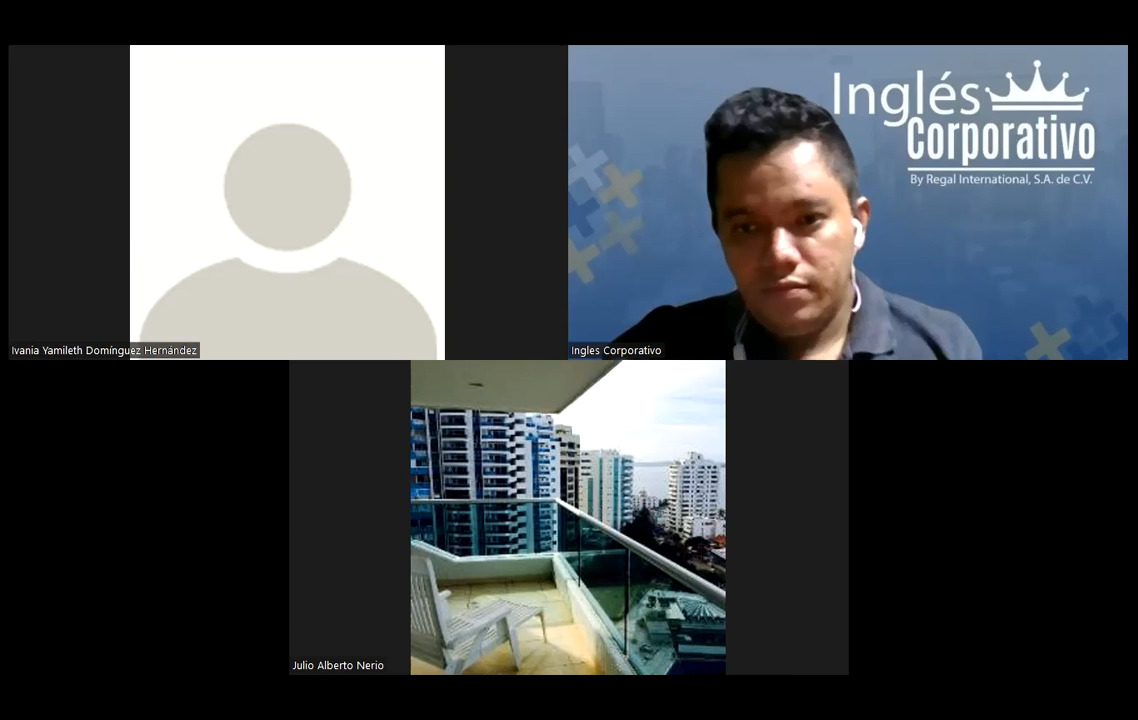 Inglés
Corporativo
By Regal International, S.A. de C.V.
Ivania Yamileth Domínguez Hernández
Ingles Corporativo
Julio Alberto Nerio